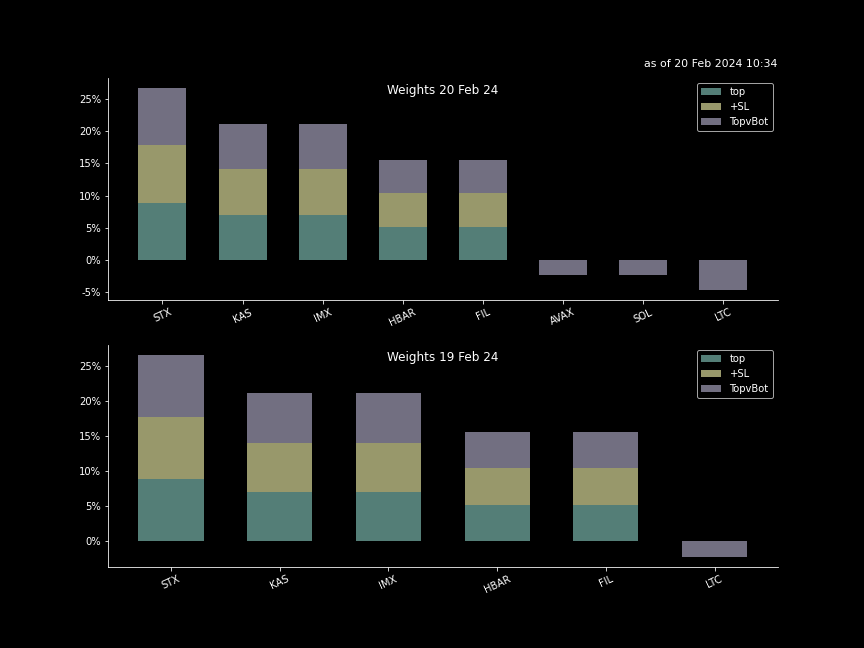 as of 20 Feb 2024 10:34
Weights 20 Feb 24
top
+SL
TopvBot
25%
20%
15%
10%
5%
0%
-5%
STX KAS IMX HBAR FIL AVAX SOL LTC
Weights 19 Feb 24
top
+SL
TopvBot
25%
20%
15%
10%
5%
0%
STX KAS IMX HBAR FIL LTC